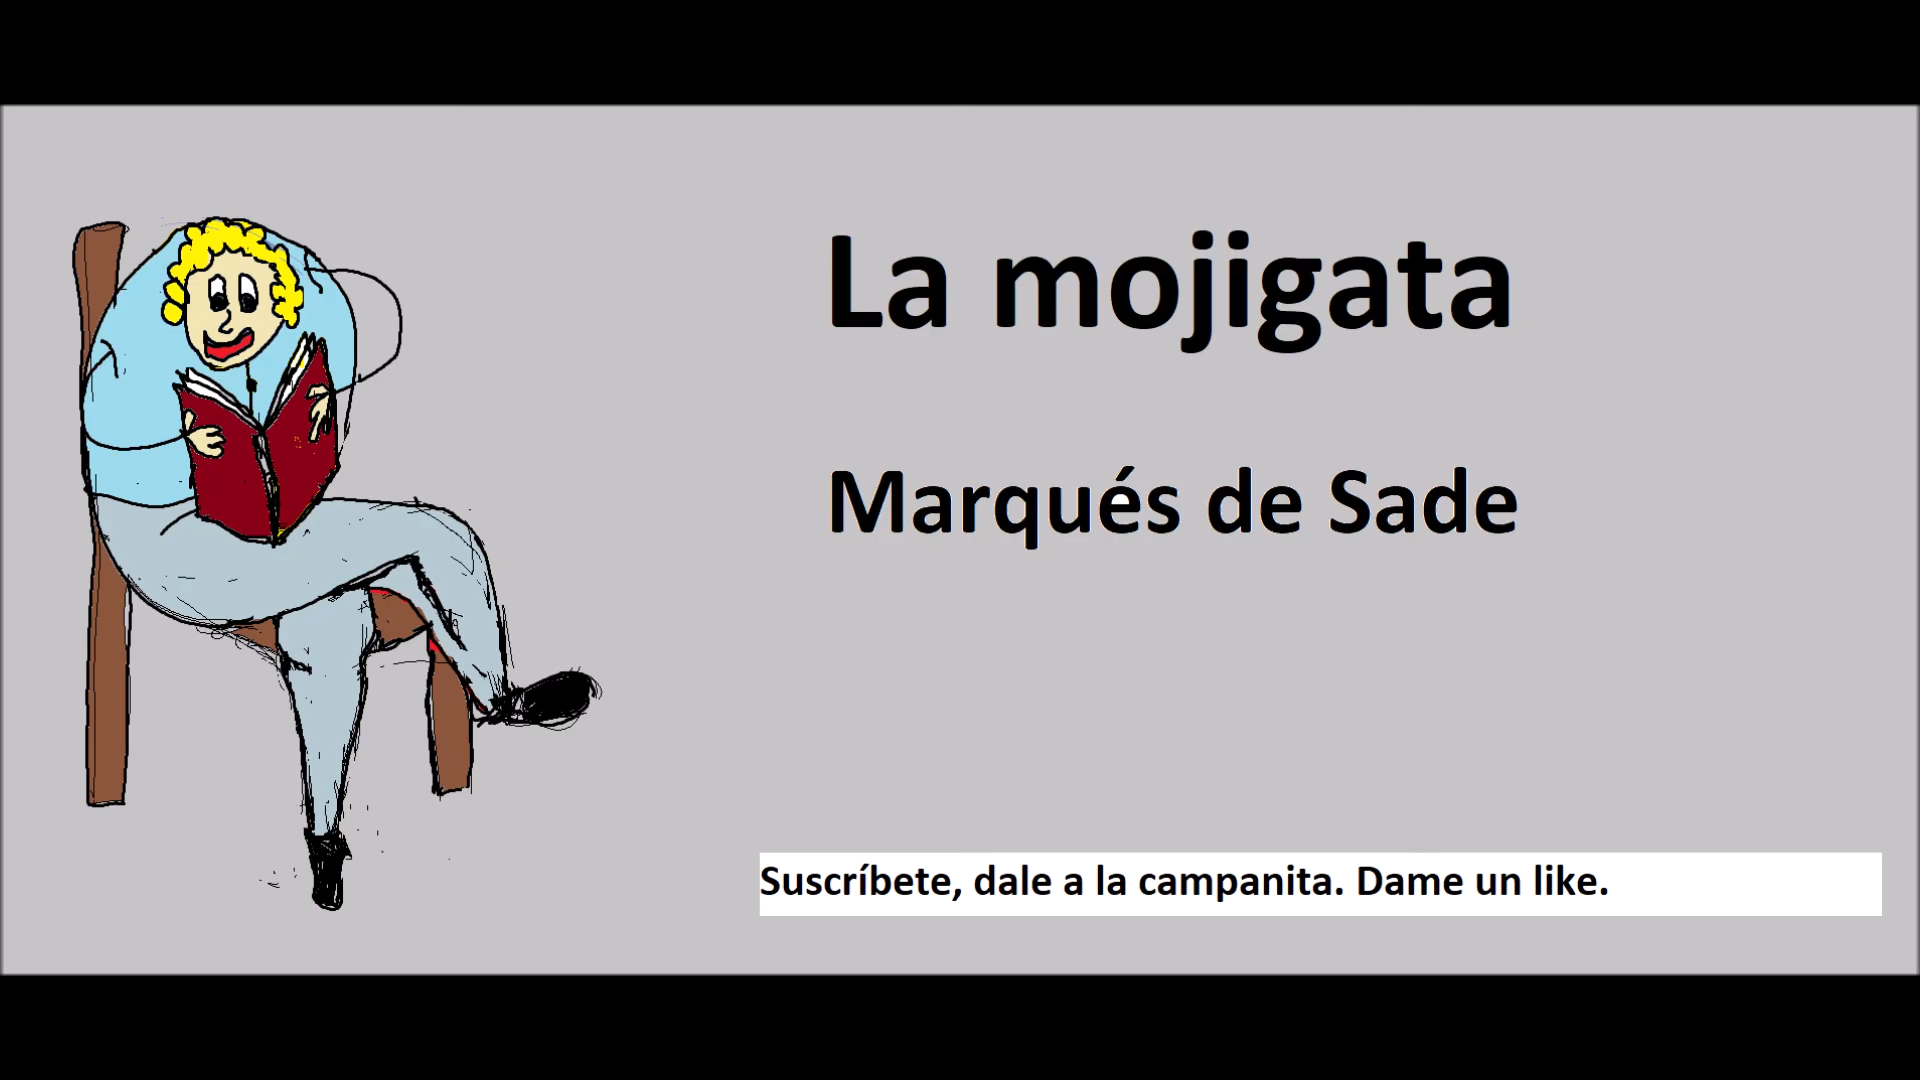 La mojigata
Marqués de Sade
Suscríbete, dale a la campanita. Dame un like.